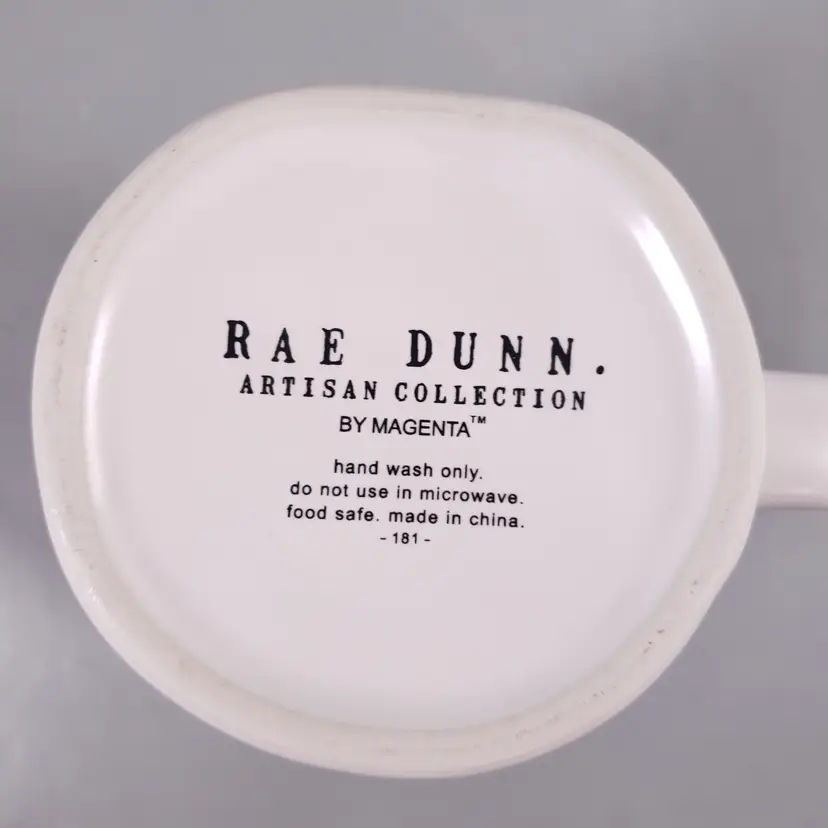 RAE DUNN.
ARTISAN COLLECTION
BY MAGENTA™
hand wash only.
do not use in microwave.
food safe. made in china.
- 181 -